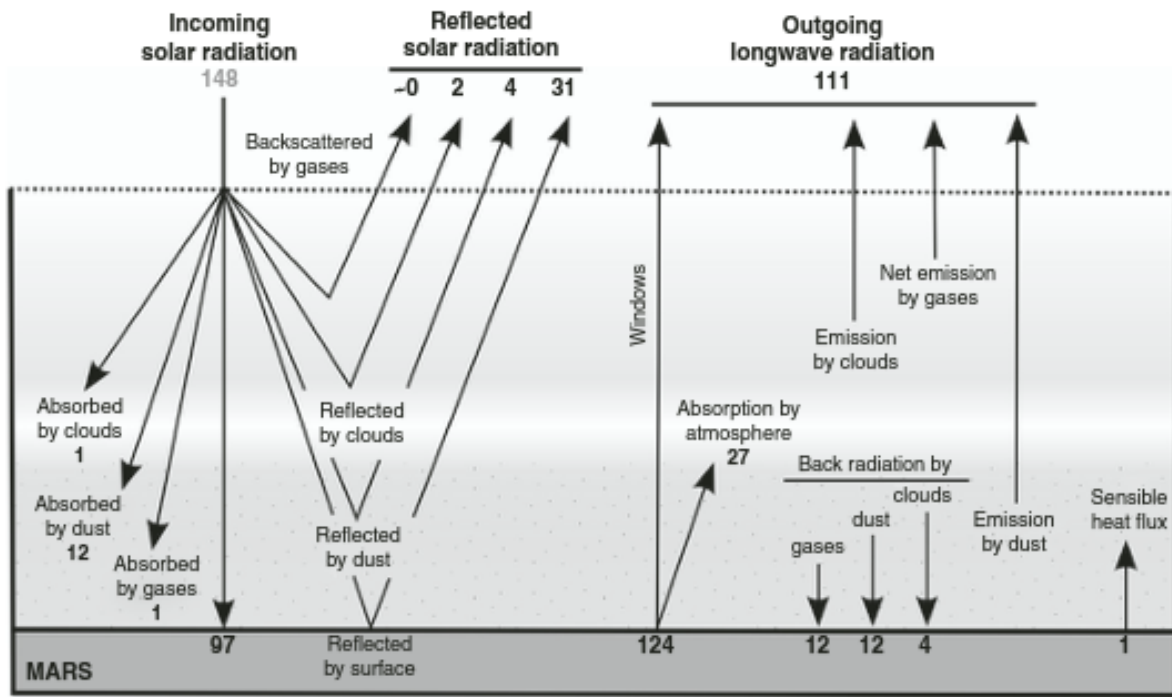 Incoming
solar radiation
148
Reflected
solar radiation
~0 2 4 31
Outgoing
longwave radiation
111
Backscattered
by gases
Windows
Net emission
by gases
Emission
by clouds
Absorbed
by clouds
1
Reflected
by clouds
Absorption by
atmosphere
27
Back radiation by
clouds
dust
gases
Absorbed
by dust
12
Reflected
by dust
Emission
by dust
Sensible
heat flux
Absorbed
by gases
1
97
Reflected
by surface
124
12 12 4
1
MARS